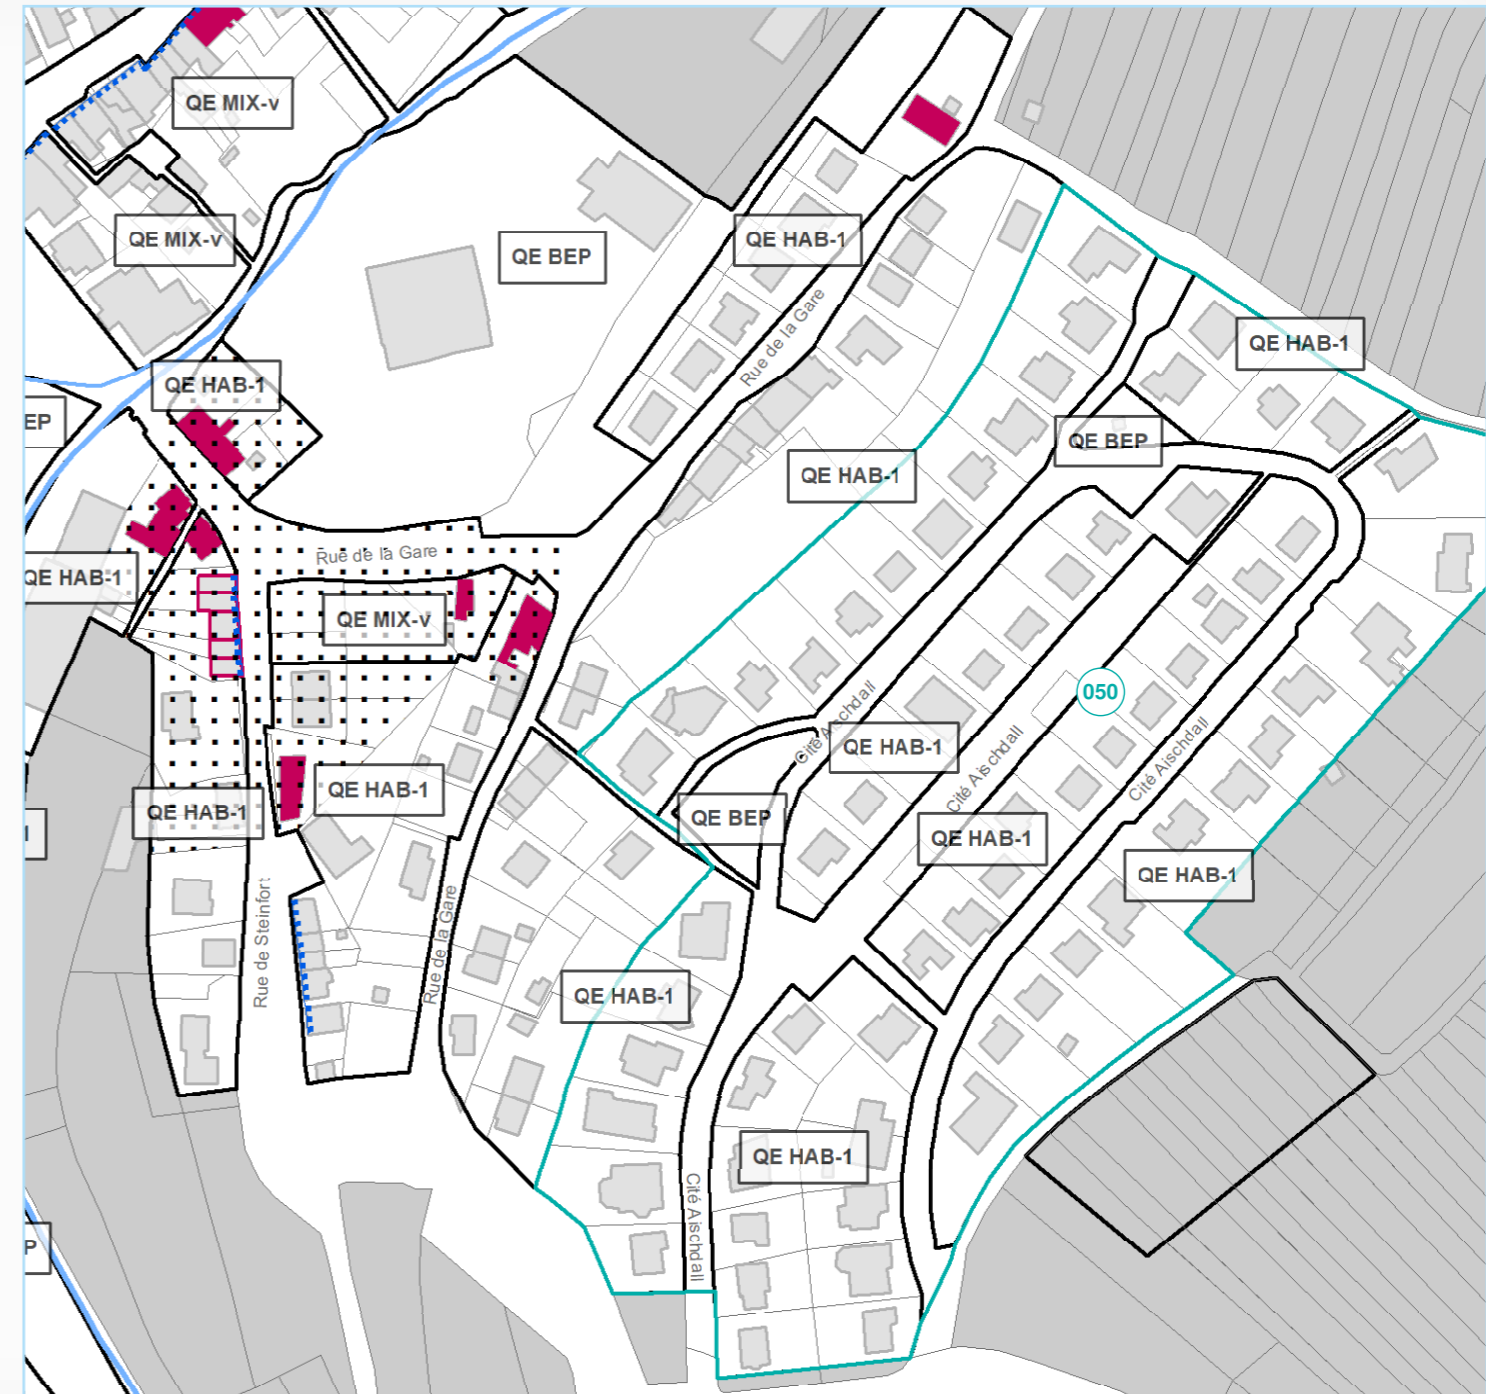 QE MIX-v
QE MIX-v
QE BEP
QE HAB-1
QE HAB-1
QE HAB-1
Rue de la Gare
EP
QE BEP
QE HAB-1
Rue de la Gare
QE HAB-1
QE MIX-v
050
Cité Aischdall
QE HAB-1
Cité Aischdall
Cité Aischdall
QE HAB-1
QE HAB-1
QE BEP
QE HAB-1
QE HAB-1
Rue de Steinfort
Rue de la Gare
QE HAB-1
QE HAB-1
Cité Aischdall
P